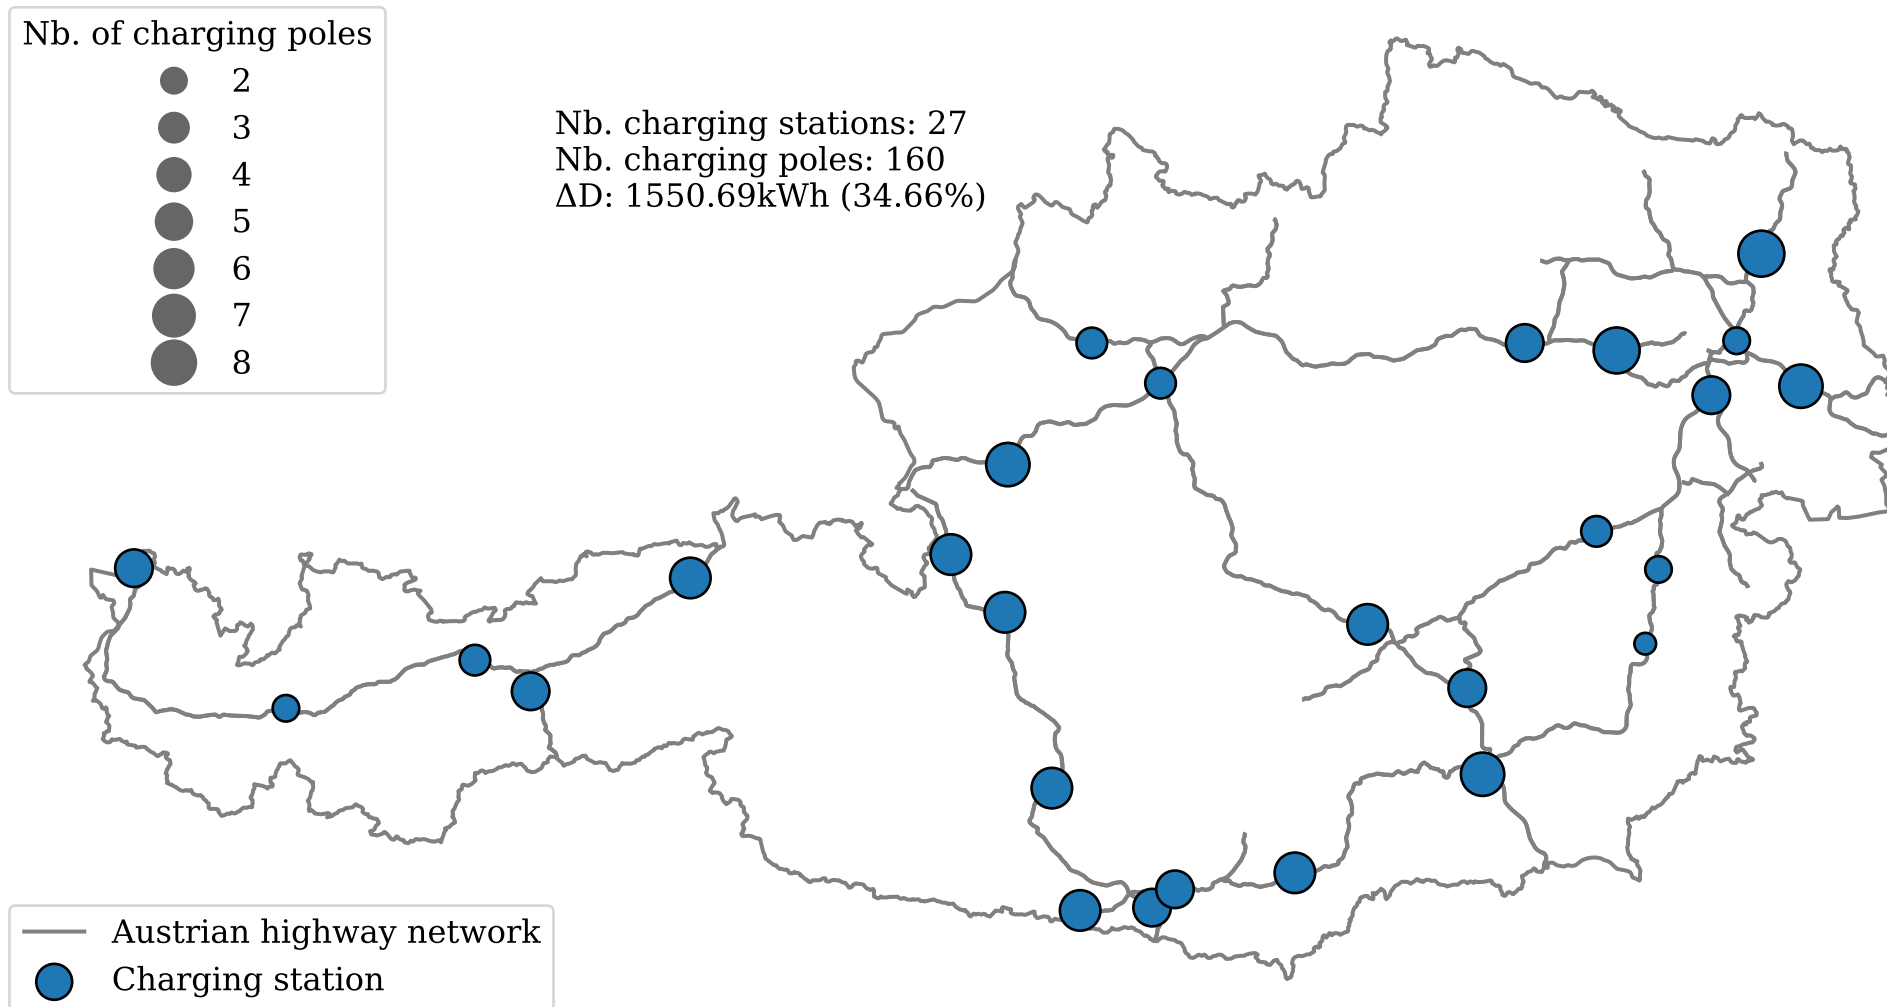 Nb. of charging poles
2
3
4
5
6
7
8
Nb. charging stations: 27
Nb. charging poles: 160
ΔD: 1550.69kWh (34.66%)
Austrian highway network
Charging station